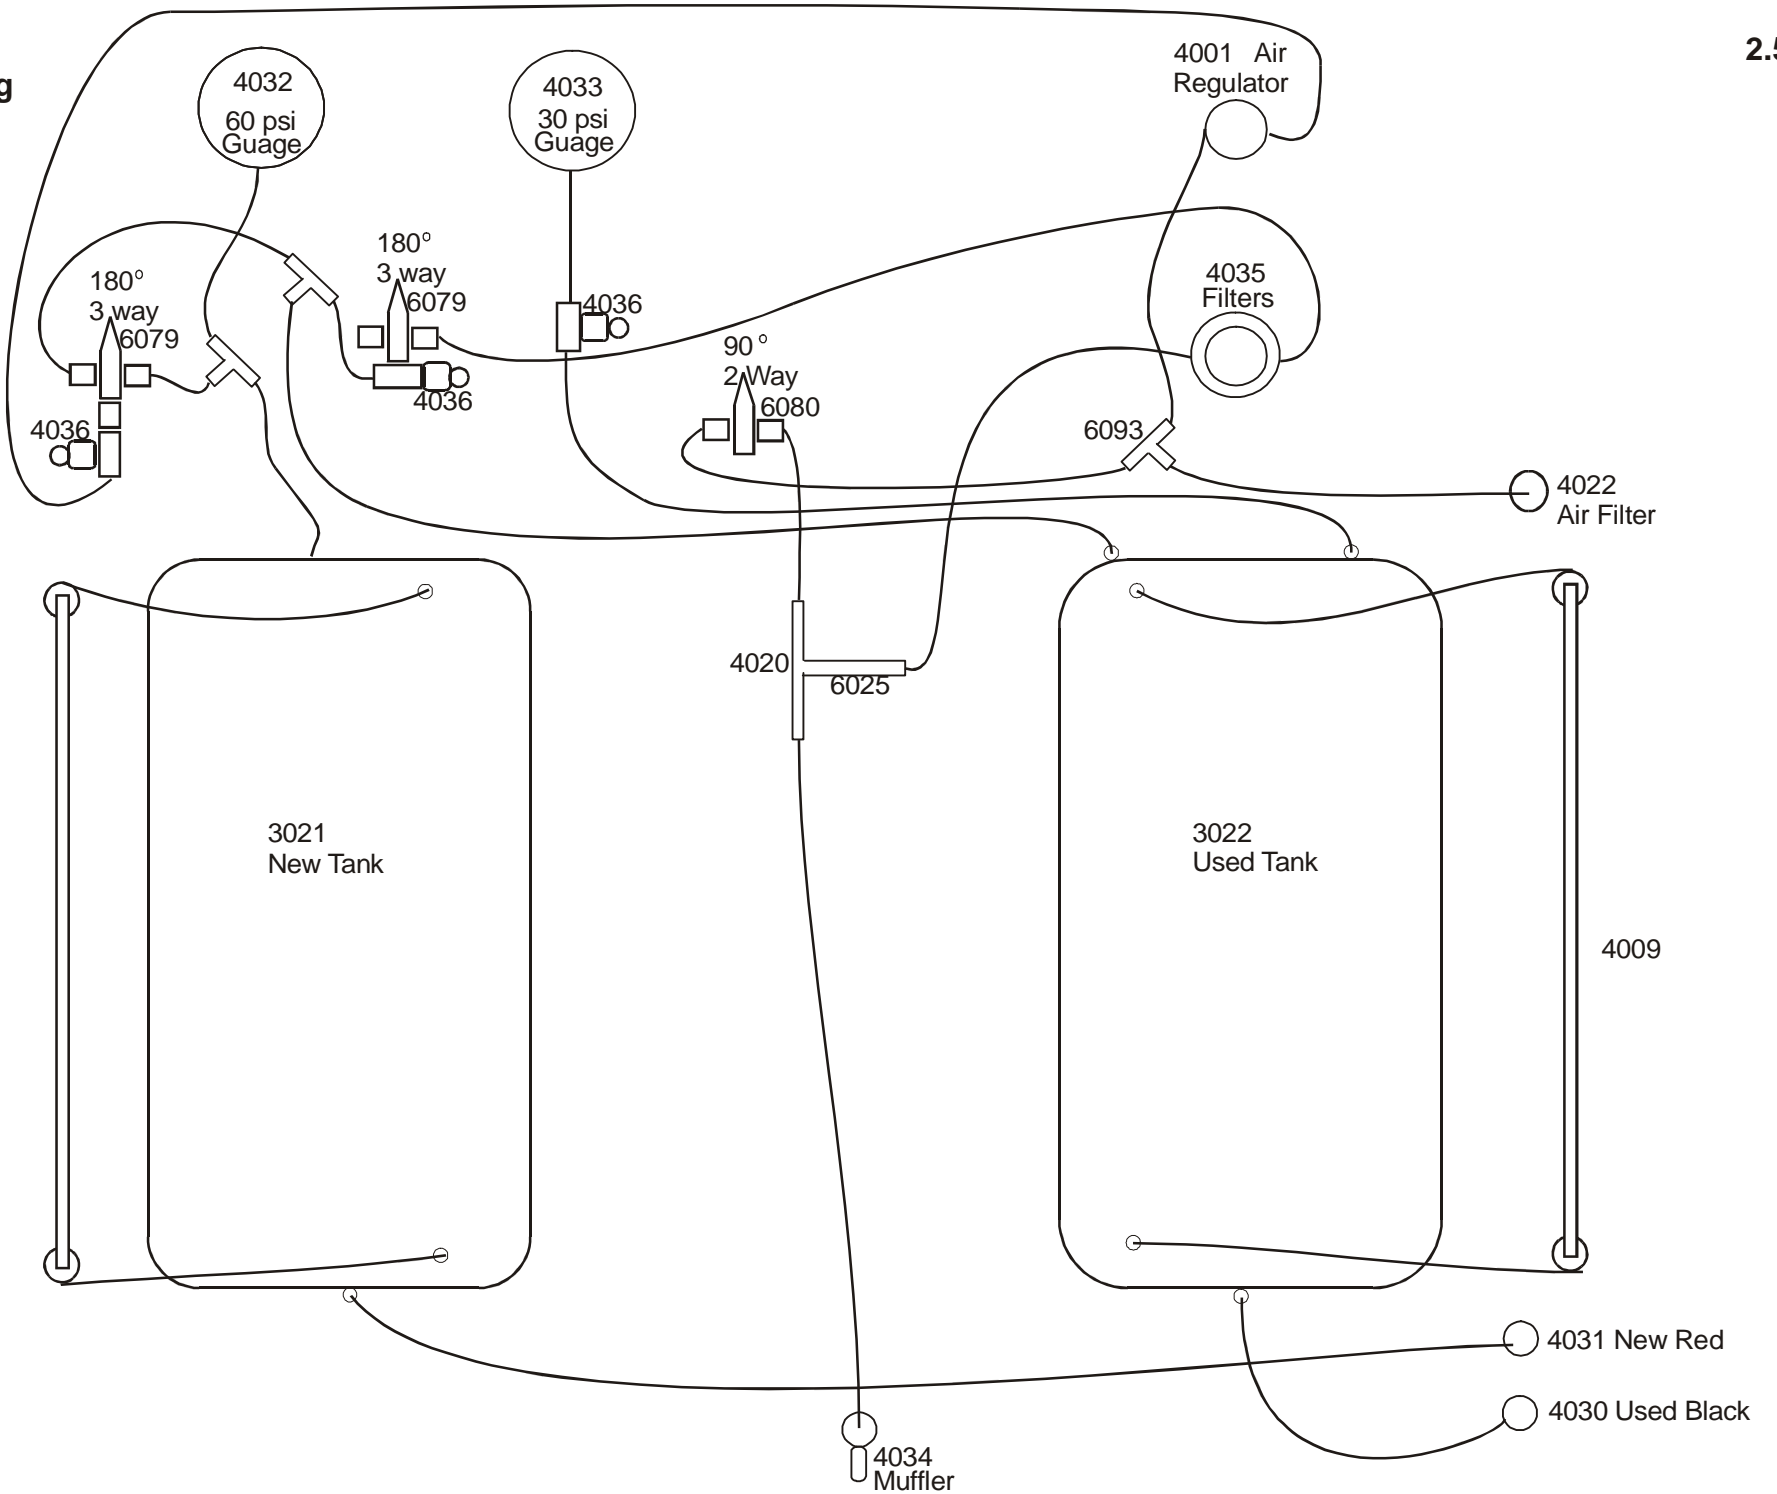 g
2.5
4032
60 psi
Guage
4033
30 psi
Guage
4001 Air
Regulator
180°
3 way
6079
180°
3 way
6079
4036
4035
Filters
90°
2 Way
6080
4036
4036
6093
4022
Air Filter
4020
6025
3021
New Tank
3022
Used Tank
4009
4031 New Red
4030 Used Black
4034
Muffler